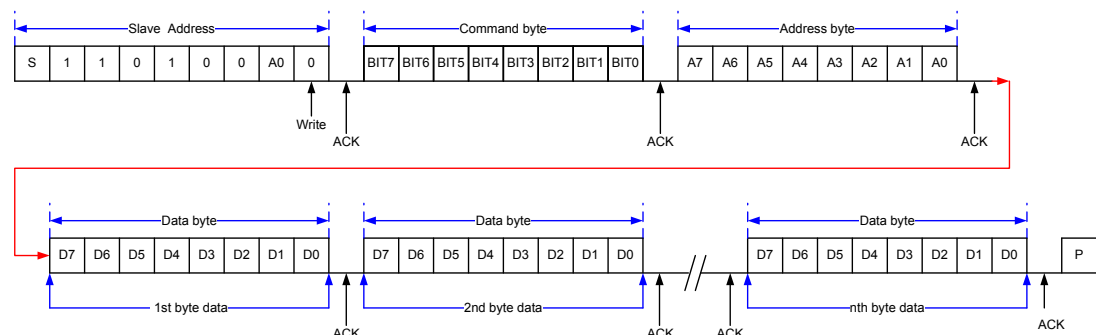 Slave Address Command byte Address byte
S 1 1 0 1 0 0 A0 0 BIT7 BIT6 BIT5 BIT4 BIT3 BIT2 BIT1 BIT0 A7 A6 A5 A4 A3 A2 A1 A0
Write ACK ACK ACK
Data byte Data byte Data byte
D7 D6 D5 D4 D3 D2 D1 D0 D7 D6 D5 D4 D3 D2 D1 D0 D7 D6 D5 D4 D3 D2 D1 D0 P
1st byte data 2nd byte data nth byte data
ACK ACK ACK ACK